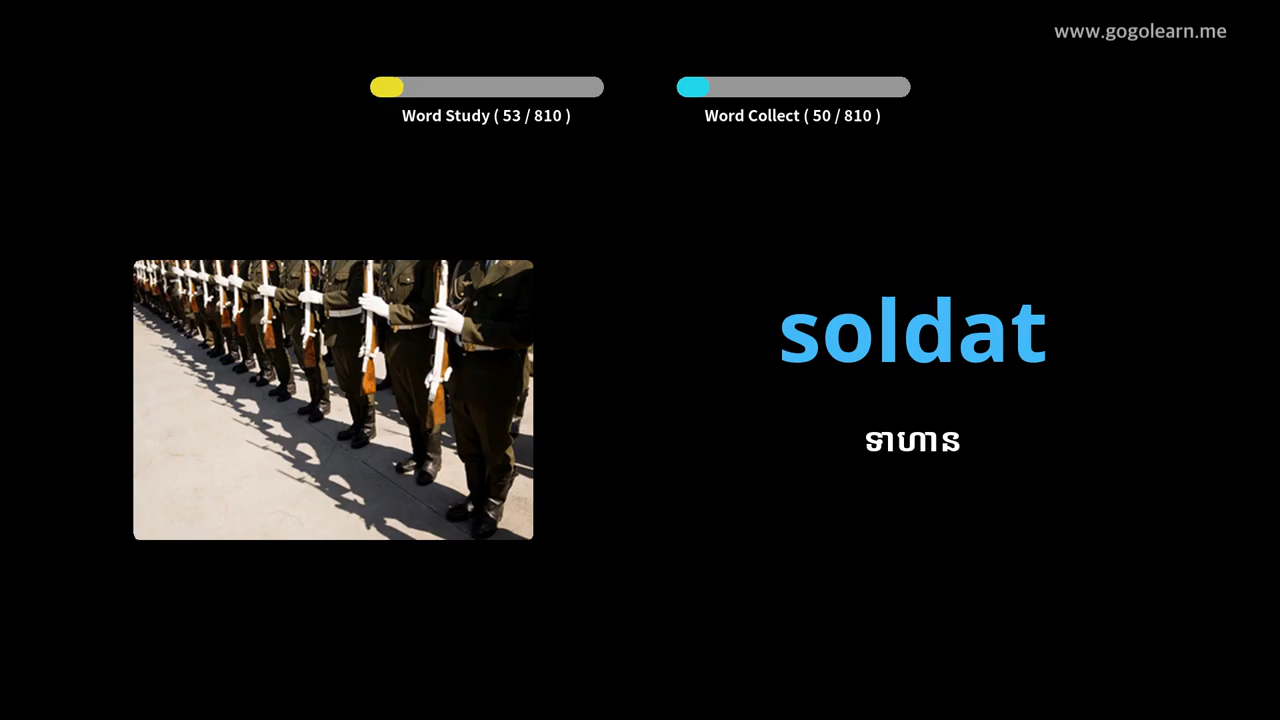 www.gogolearn.me
Word Study ( 53 / 810 )
Word Collect ( 50 / 810 )
soldat
ទាហាន